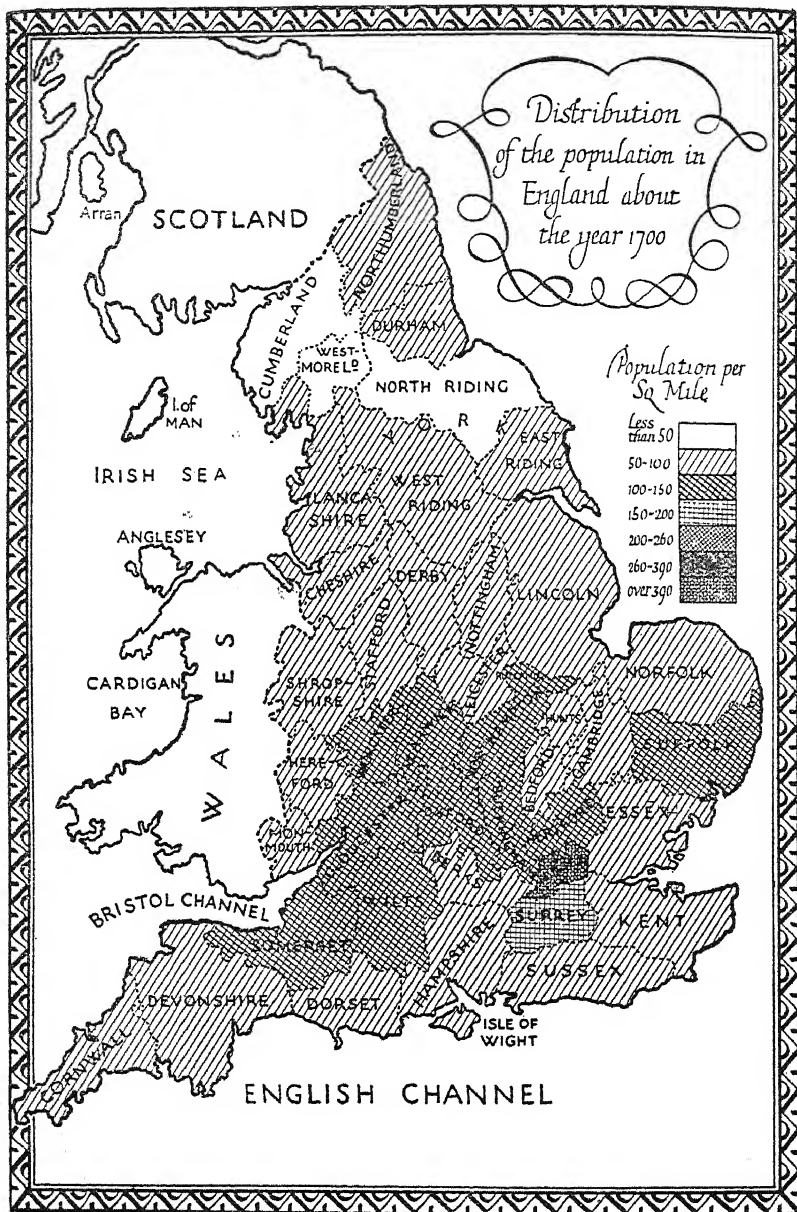 Distribution
of the population in
England about
the year 1700
Arran
SCOTLAND
NORTHUMBERLAND
CUMBERLAND
DURHAM
WEST-
MORELD
NORTH RIDING
YORK
EAST
RIDING
WEST
RIDING
I. of
MAN
IRISH SEA
LANCA-
SHIRE
ANGLESEY
CHESHIRE
DERBY
NOTTINGHAM
LINCOLN
STAFFORD
Population per
Sq Mile
Less
than 50
50-100
100-150
150-200
200-260
260-390
over 390
CARDIGAN
BAY
WALES
SHROP-
SHIRE
LEICESTER
NORFOLK
HUNTS
CAMBRIDGE
SUFFOLK
HERE-
FORD
BEDFORD
OXFORD
ESSEX
MON-
MOUTH
BERKS
BRISTOL CHANNEL
WILTS
SURREY
KENT
SOMERSET
HAMPSHIRE
SUSSEX
DEVONSHIRE
DORSET
CORNWALL
ISLE OF
WIGHT
ENGLISH CHANNEL